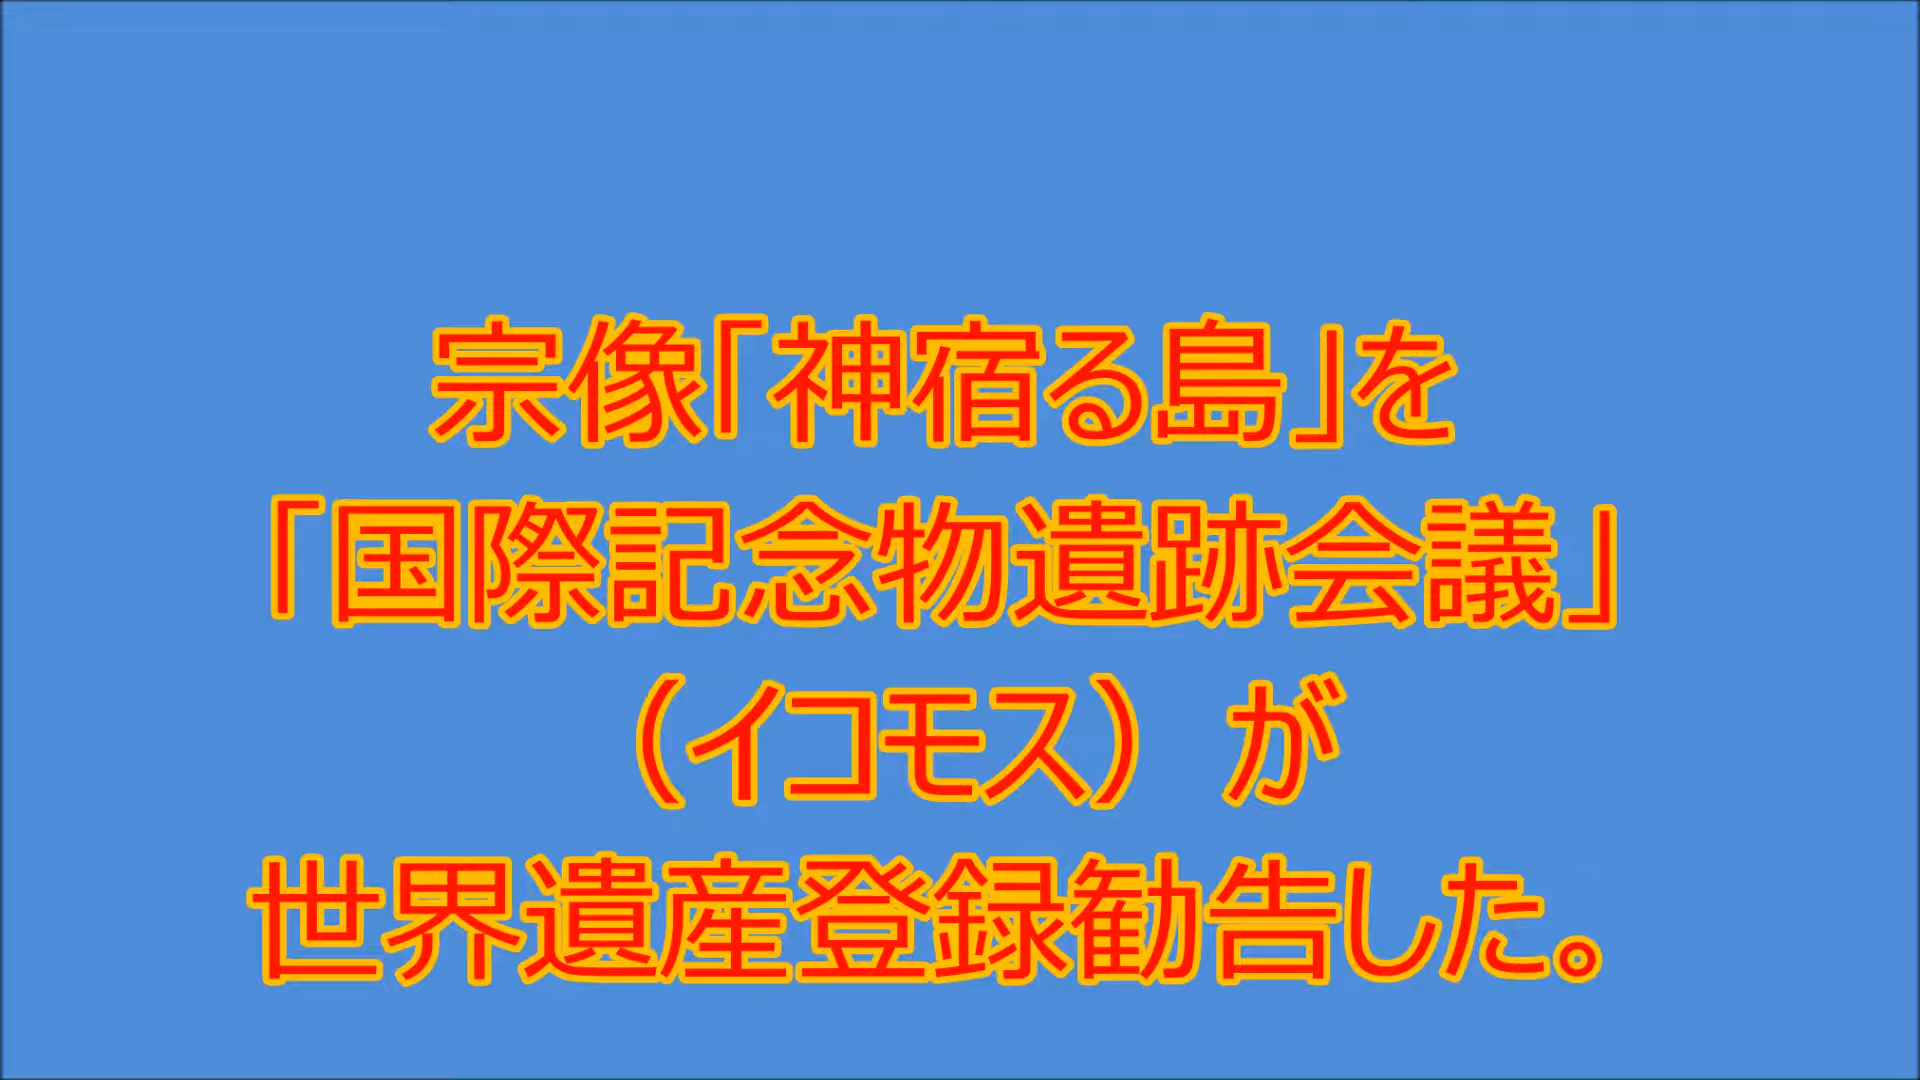 宗像「神宿る島」を
「国際記念物遺跡会議」
（イコモス） が
世界遺産登録勧告した。